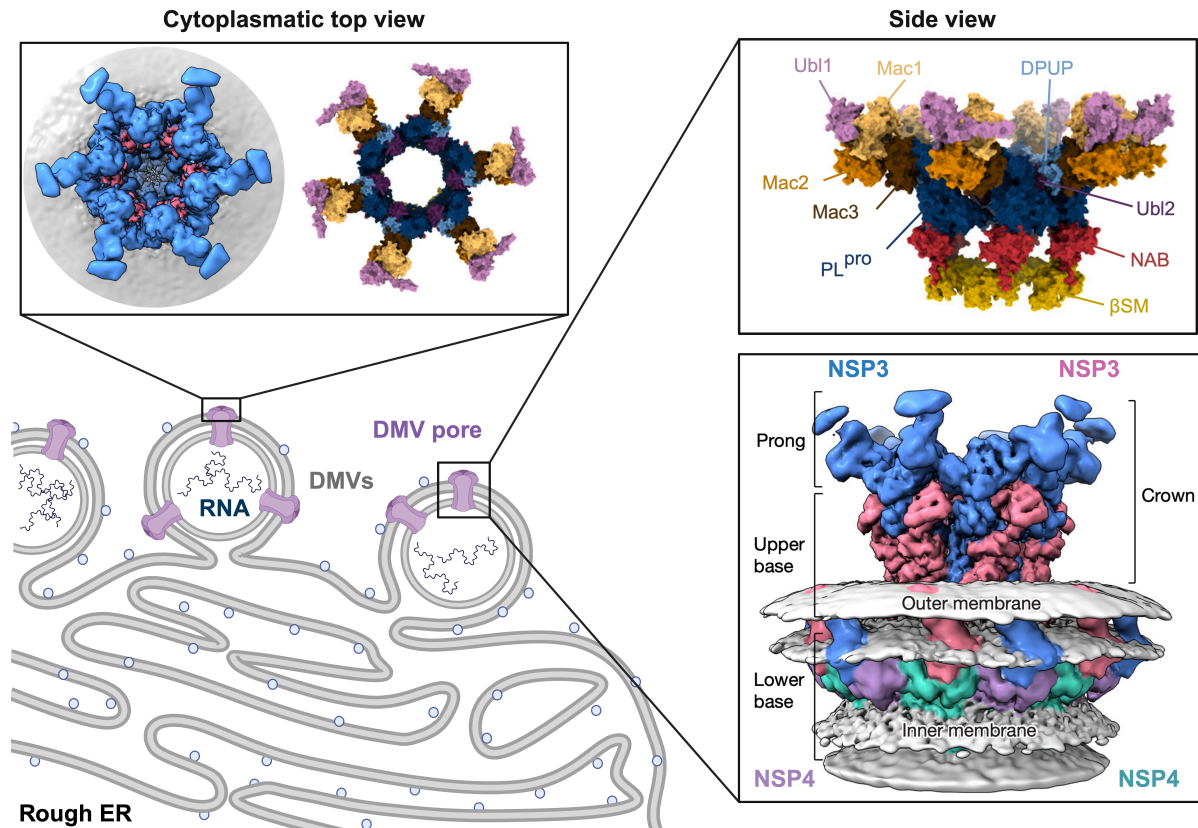 Cytoplasmatic top view
Side view
Ubl1
Mac1
DPUP
Mac2
Mac3
PLpro
Ubl2
NAB
βSM
DMV pore
DMVs
RNA
Rough ER
NSP3
NSP3
Prong
Crown
Upper
base
Outer membrane
Lower
base
Inner membrane
NSP4
NSP4